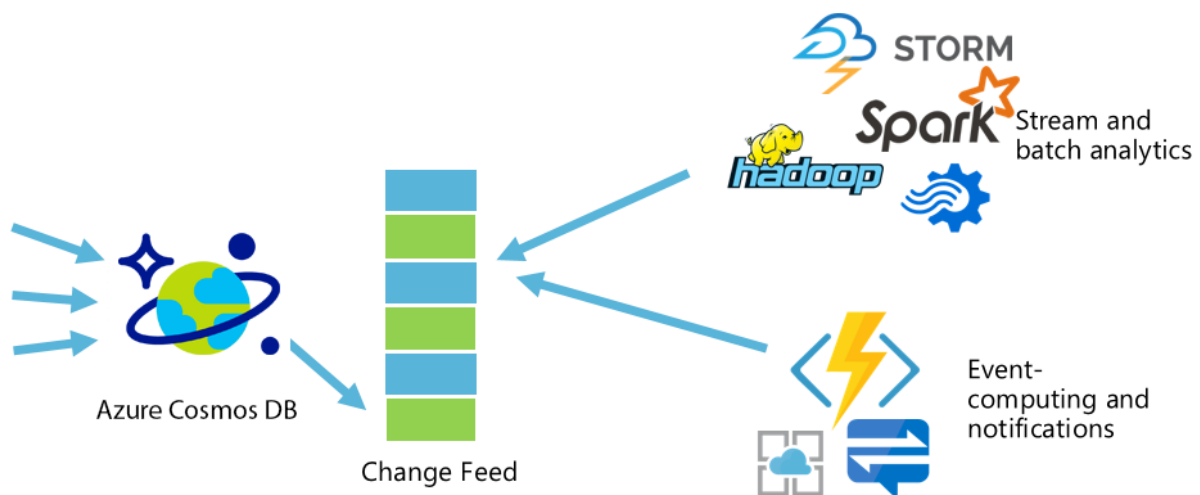 STORM
Spark
Stream and
batch analytics
hadoop
Azure Cosmos DB
Change Feed
Event-
computing and
notifications